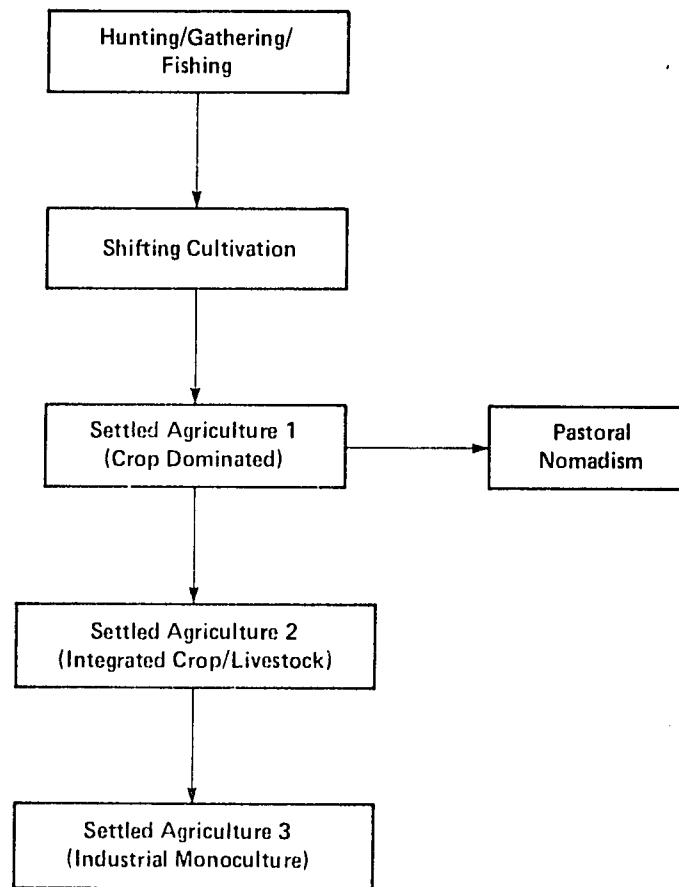 Hunting/Gathering/
Fishing
Shifting Cultivation
Settled Agriculture 1
(Crop Dominated)
Pastoral
Nomadism
Settled Agriculture 2
(Integrated Crop/Livestock)
Settled Agriculture 3
(Industrial Monoculture)